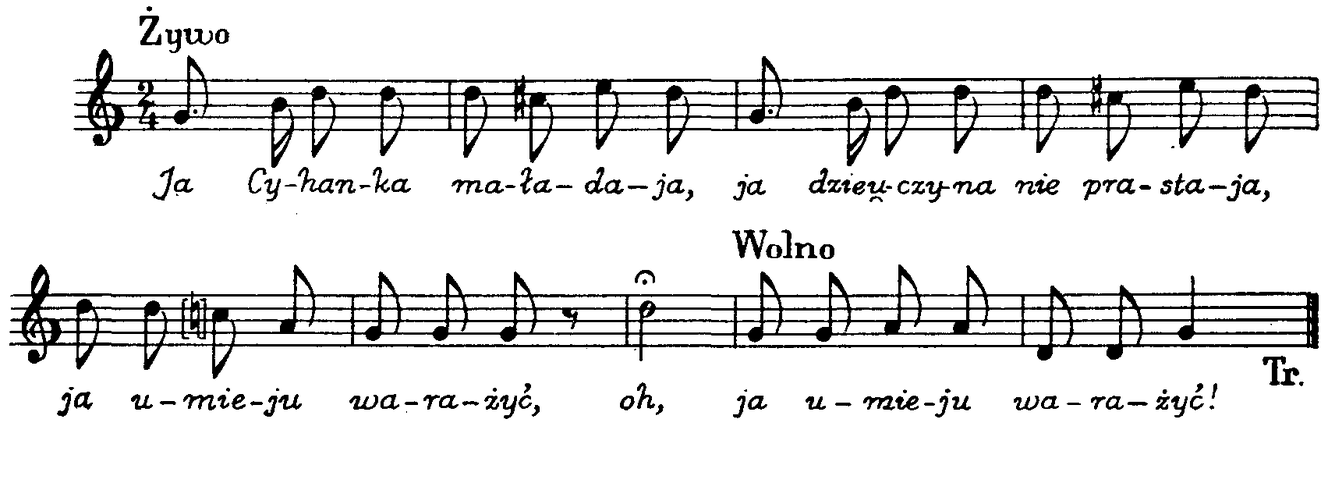 Żywo
Ja Cy-han-ka ma-ła-da-ja, ja dzieu̯-czy-na nie pra-sta-ja,
Wolno
ja u-mie-ju wa-ra-żyć, oh, ja u-mie-ju wa-ra-żyć!
Tr.